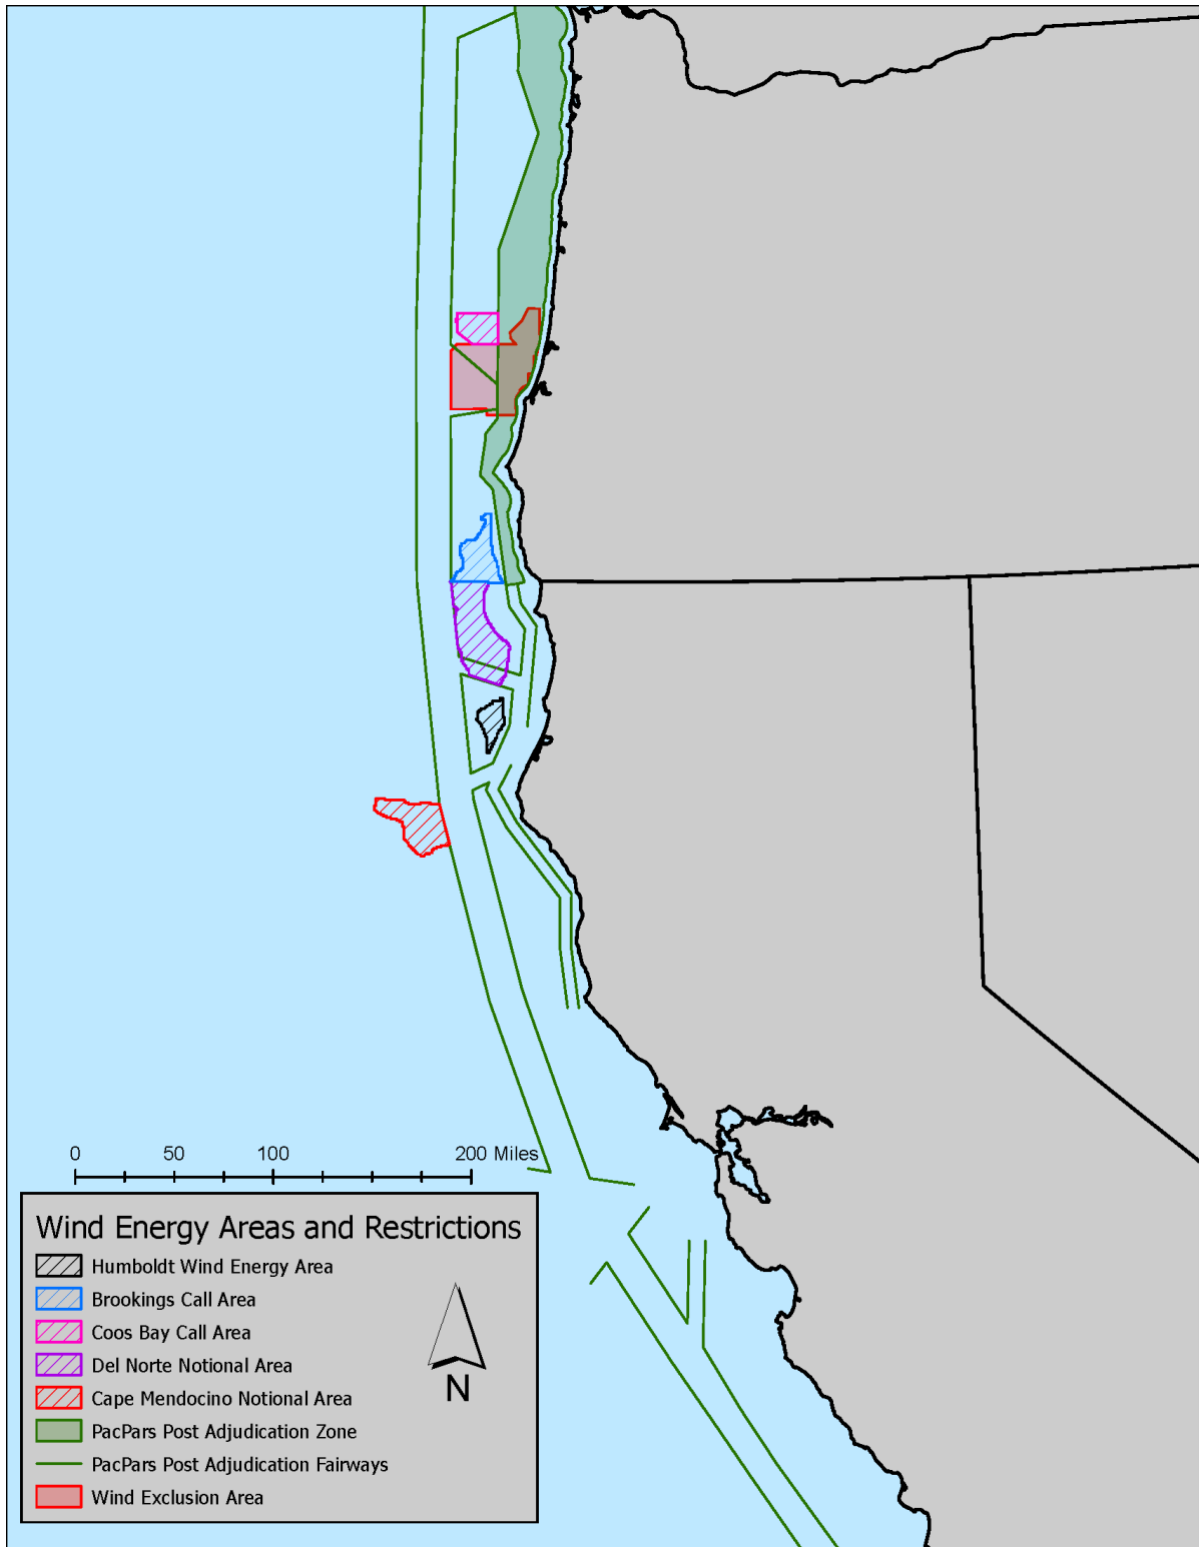 0 50 100 200 Miles
Wind Energy Areas and Restrictions
Humboldt Wind Energy Area
Brookings Call Area
Coos Bay Call Area
Del Norte Notional Area
Cape Mendocino Notional Area
PacPars Post Adjudication Zone
PacPars Post Adjudication Fairways
Wind Exclusion Area
N